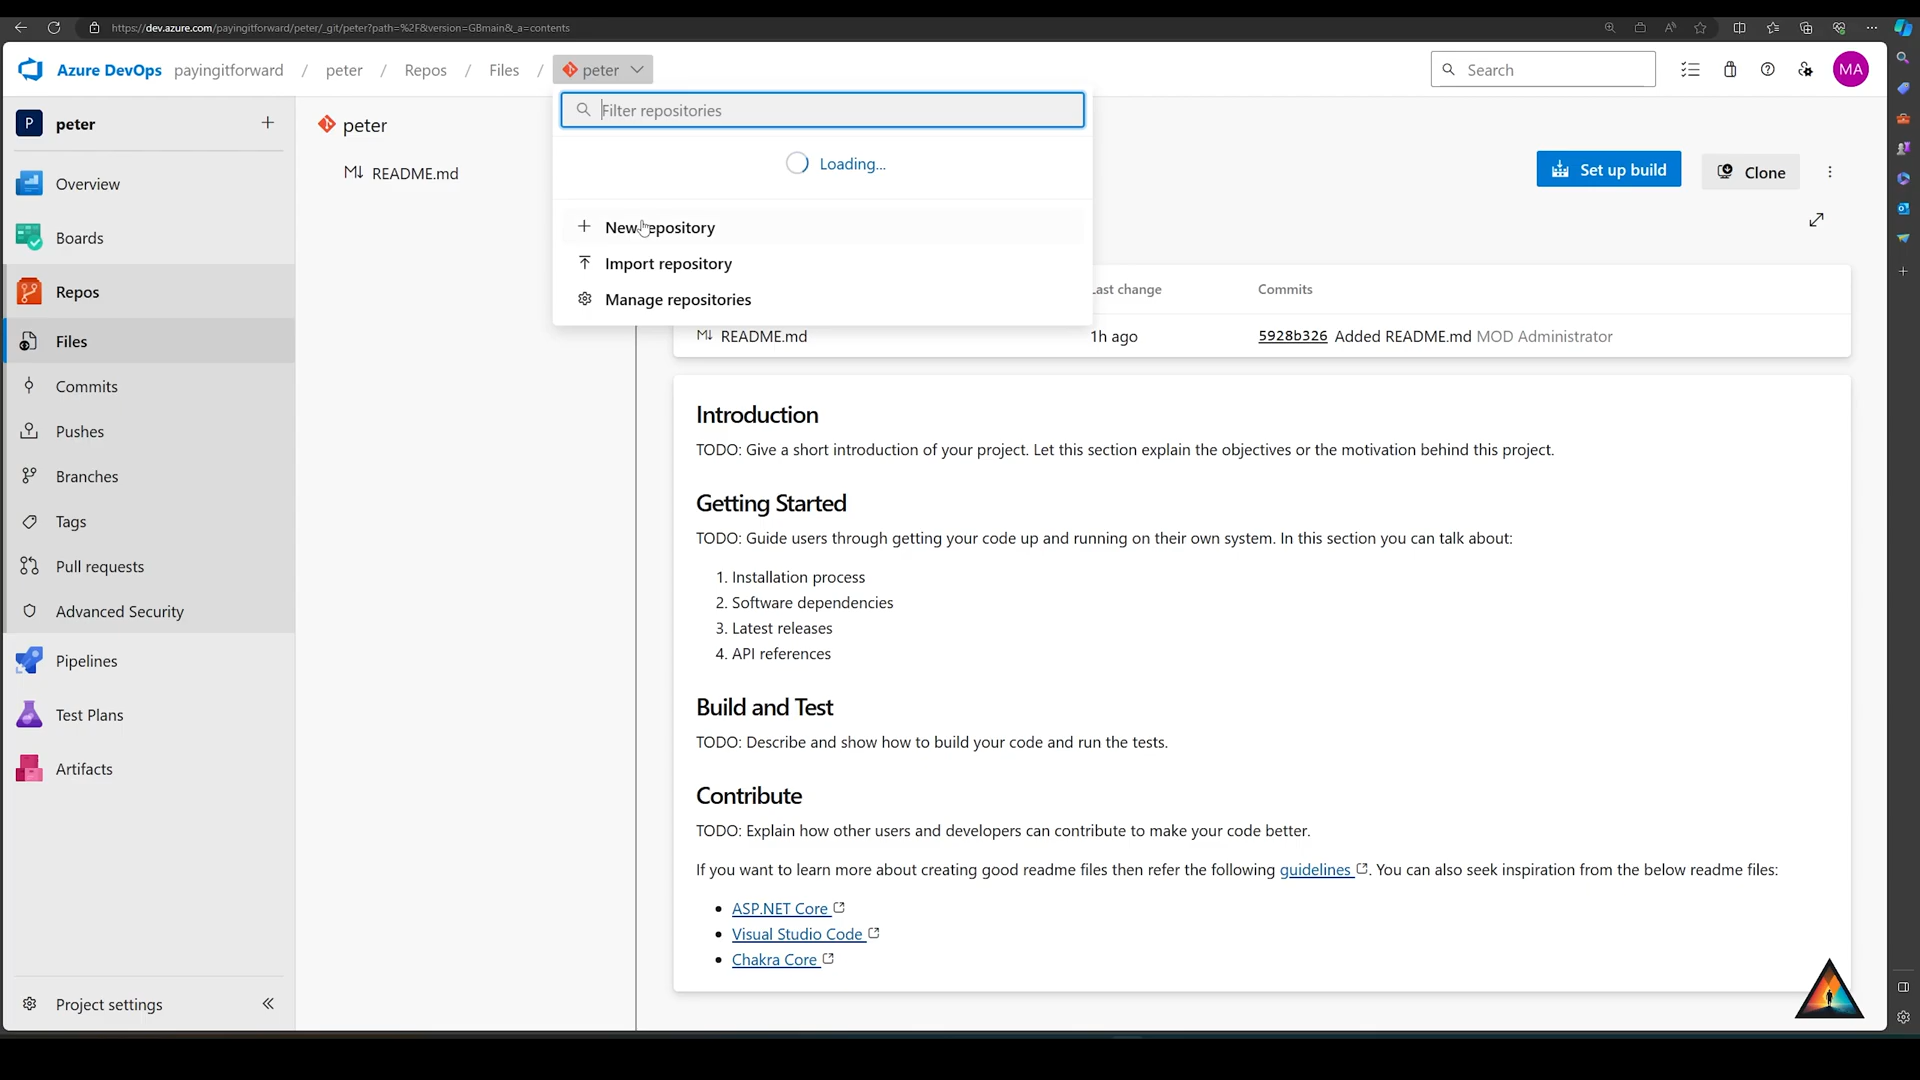 https://dev.azure.com/payingitforward/peter/_git/peter?path=%2F&version=GBmain&_a=contents
Azure DevOps payingitforward / peter / Repos / Files / peter
Search
MA
P peter
Filter repositories
peter
Loading...
README.md
Set up build
Clone
Overview
New repository
Boards
Import repository
Repos
Last change
Commits
Manage repositories
Files
README.md
1h ago
5928b326 Added README.md MOD Administrator
Commits
Pushes
Branches
Tags
Pull requests
Advanced Security
Pipelines
Test Plans
Artifacts
Project settings
Introduction
TODO: Give a short introduction of your project. Let this section explain the objectives or the motivation behind this project.
Getting Started
TODO: Guide users through getting your code up and running on their own system. In this section you can talk about:
1. Installation process
2. Software dependencies
3. Latest releases
4. API references
Build and Test
TODO: Describe and show how to build your code and run the tests.
Contribute
TODO: Explain how other users and developers can contribute to make your code better.
If you want to learn more about creating good readme files then refer the following guidelines. You can also seek inspiration from the below readme files:
• ASP.NET Core
• Visual Studio Code
• Chakra Core